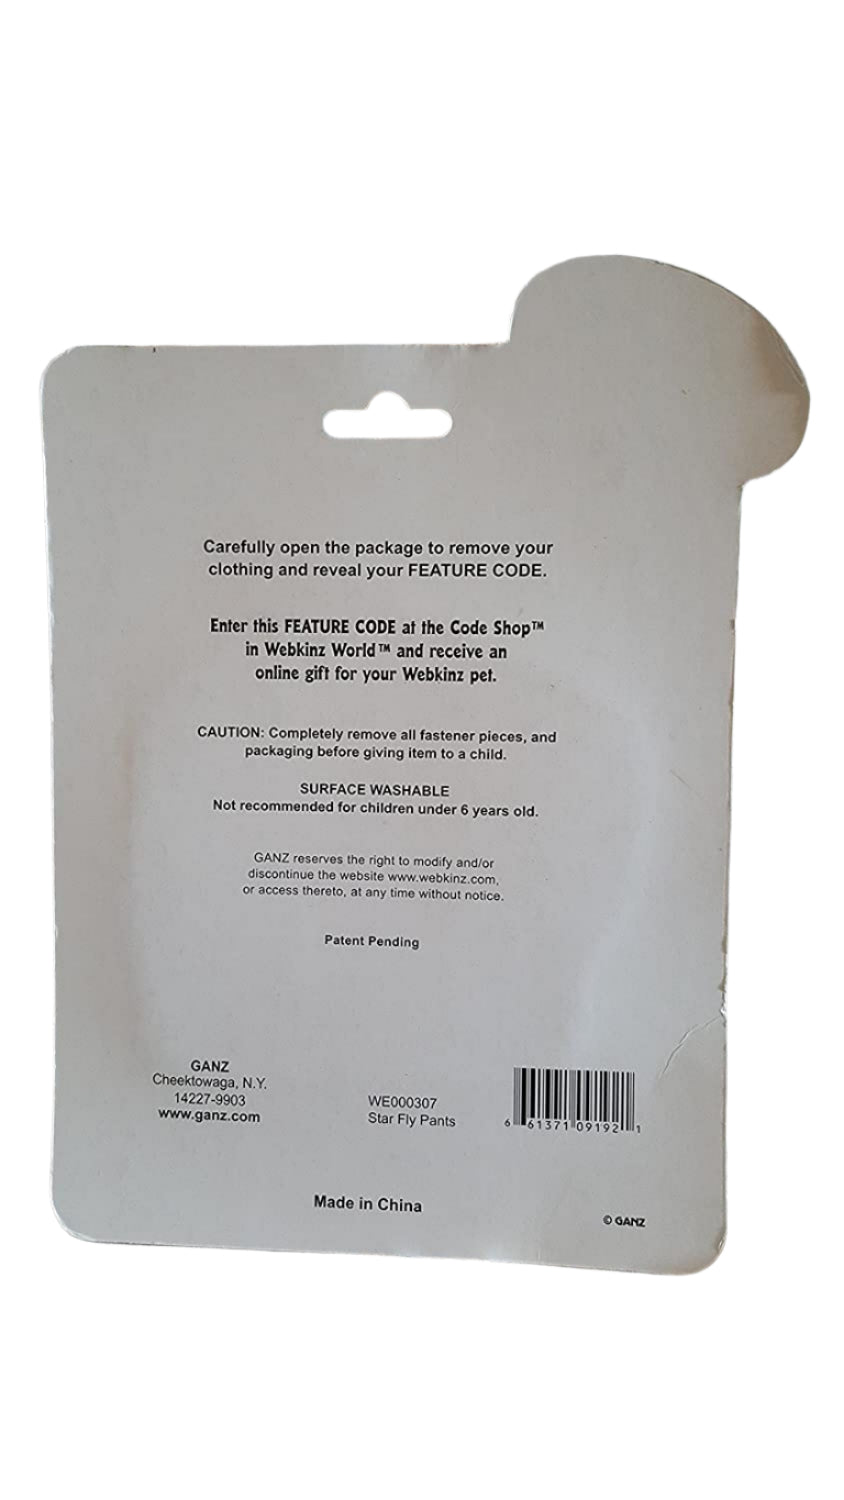 Carefully open the package to remove your
clothing and reveal your FEATURE CODE.
Enter this FEATURE CODE at the Code Shop™
in Webkinz World™ and receive an
online gift for your Webkinz pet.
CAUTION: Completely remove all fastener pieces, and
packaging before giving item to a child.
SURFACE WASHABLE
Not recommended for children under 6 years old.
GANZ reserves the right to modify and/or
discontinue the website www.webkinz.com,
or access thereto, at any time without notice.
Patent Pending
GANZ
Cheektowaga, N.Y.
14227-9903
www.ganz.com
WE000307
Star Fly Pants
6 61371 09192 1
Made in China
© GANZ